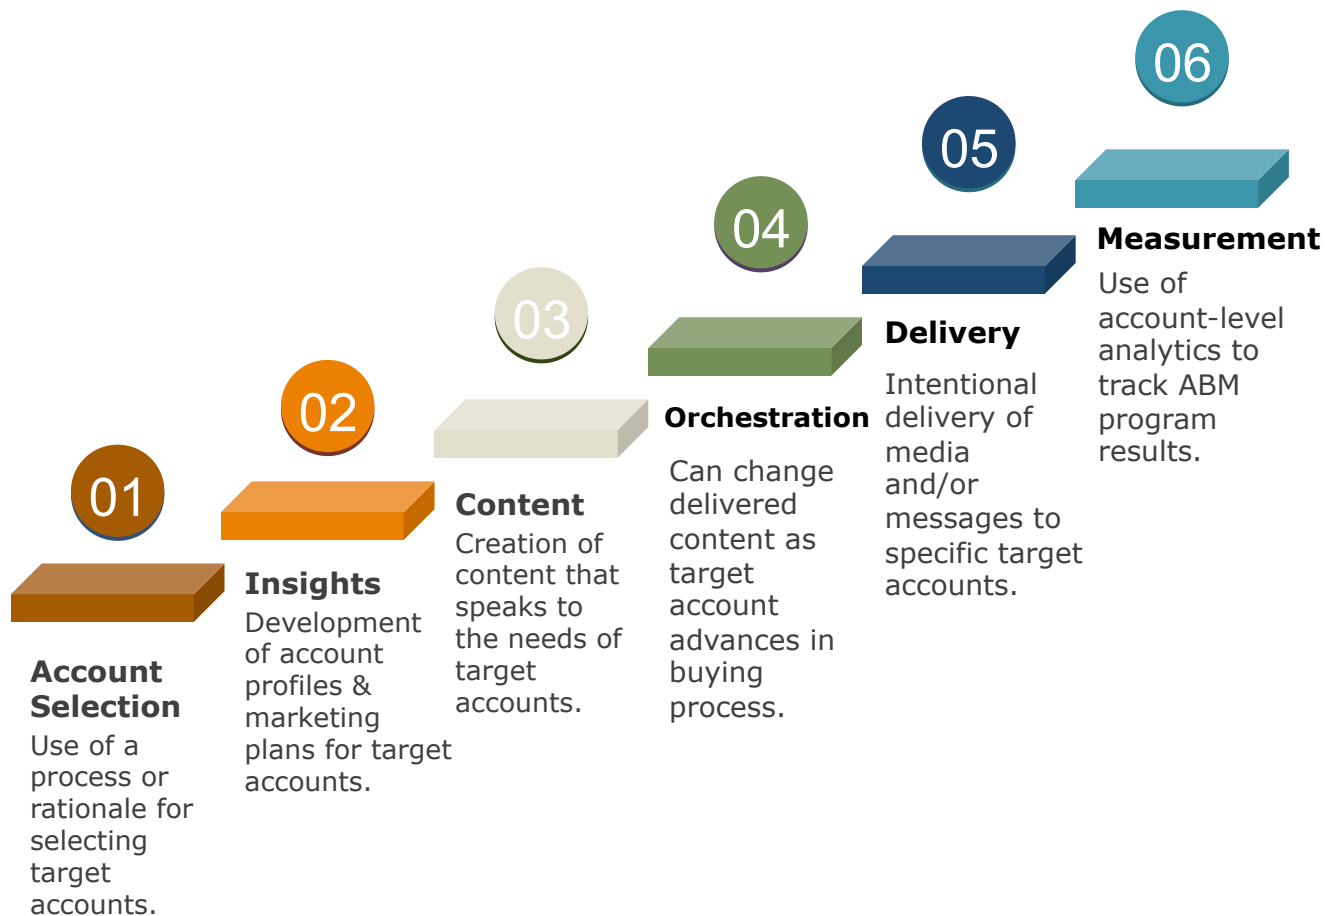 01
Account
Selection
Use of a
process or
rationale for
selecting
target
accounts.
02
Insights
Development
of account
profiles &
marketing
plans for target
accounts.
03
Content
Creation of
content that
speaks to
the needs of
target
accounts.
04
Orchestration
Can change
delivered
content as
target
account
advances in
buying
process.
05
Delivery
Intentional
delivery of
media
and/or
messages to
specific target
accounts.
06
Measurement
Use of
account-level
analytics to
track ABM
program
results.